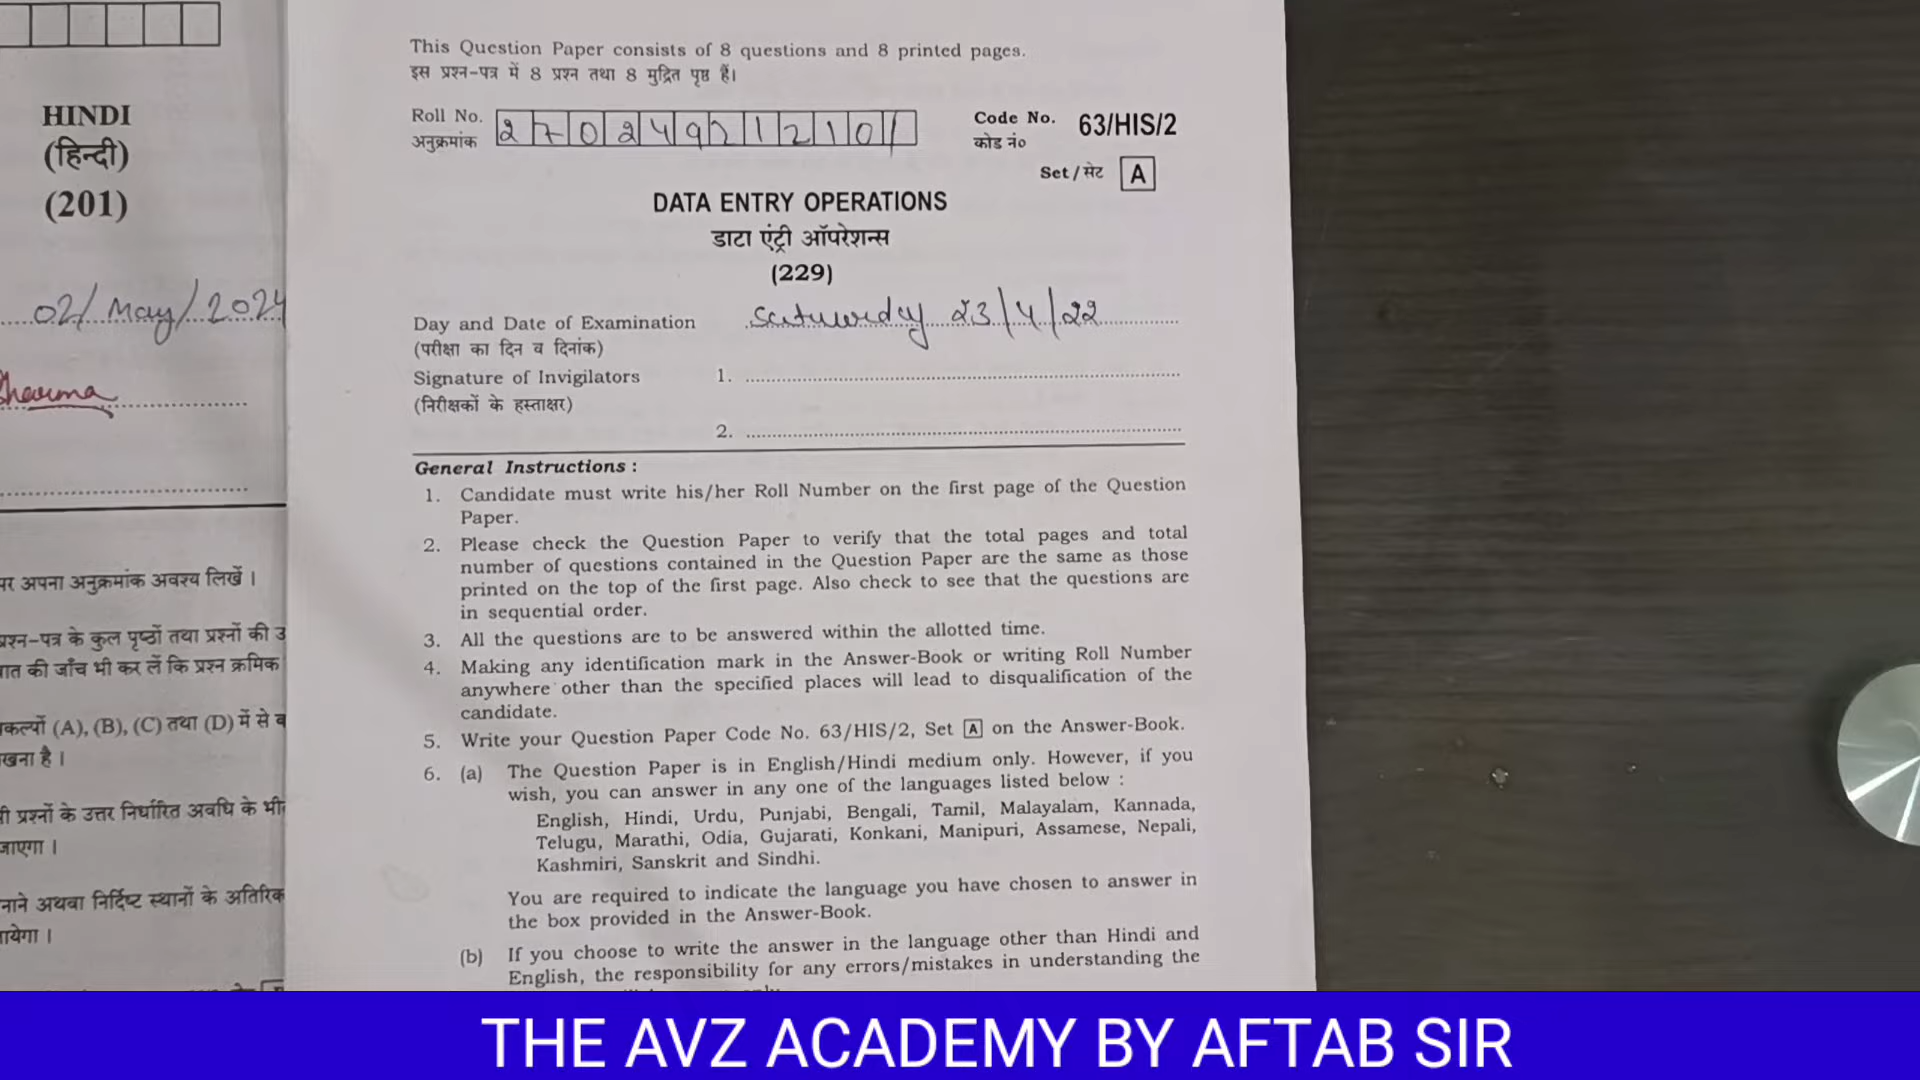 HINDI
(हिन्दी)
(201)
02/May/2024
Sharma
पर अपना अनुक्रमांक अवश्य लिखें ।
प्रश्न-पत्र के कुल पृष्ठों तथा प्रश्नों की
बात की जाँच भी कर लें कि प्रश्न क्रमिक
(A), (B), (C) तथा (D) में से
है ।
प्रश्नों के उत्तर निर्धारित अवधि के
जाएगा ।
अथवा निर्दिष्ट स्थानों के
This Question Paper consists of 8 questions and 8 printed pages.
इस प्रश्न-पत्र में 8 प्रश्न तथा 8 मुद्रित पृष्ठ हैं।
Roll No. 270249212101
अनुक्रमांक
Code No. 63/HIS/2
कोड नं०
Set/सेट A
DATA ENTRY OPERATIONS
डाटा एंट्री ऑपरेशन्स
(229)
Day and Date of Examination 23/4/22
(परीक्षा का दिन व दिनांक)
Signature of Invigilators 1.
(निरीक्षकों के हस्ताक्षर)
2.
General Instructions :
1. Candidate must write his/her Roll Number on the first page of the Question
Paper.
2. Please check the Question Paper to verify that the total pages and total
number of questions contained in the Question Paper are the same as those
printed on the top of the first page. Also check to see that the questions are
in sequential order.
3. All the questions are to be answered within the allotted time.
4. Making any identification mark in the Answer-Book or writing Roll Number
anywhere other than the specified places will lead to disqualification of the
candidate.
5. Write your Question Paper Code No. 63/HIS/2, Set A on the Answer-Book.
6. (a) The Question Paper is in English/Hindi medium only. However, if you
wish, you can answer in any one of the languages listed below :
English, Hindi, Urdu, Punjabi, Bengali, Tamil, Malayalam, Kannada,
Telugu, Marathi, Odia, Gujarati, Konkani, Manipuri, Assamese, Nepali,
Kashmiri, Sanskrit and Sindhi.
You are required to indicate the language you have chosen to answer in
the box provided in the Answer-Book.
(b) If you choose to write the answer in the language other than Hindi and
English, the responsibility for any errors/mistakes in understanding the
THE AVZ ACADEMY BY AFTAB SIR